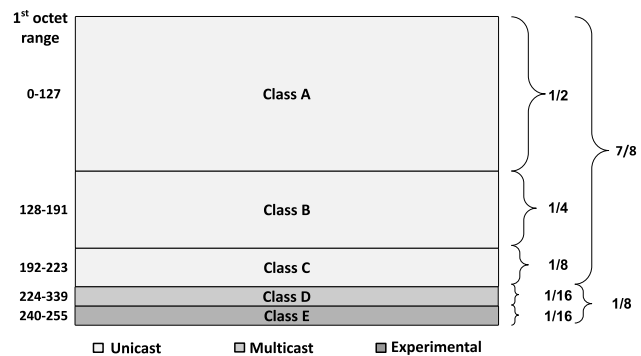 1st octet
range
0-127
Class A
1/2
7/8
128-191
Class B
1/4
192-223
Class C
1/8
224-339
Class D
1/16
1/8
240-255
Class E
1/16
Unicast
Multicast
Experimental